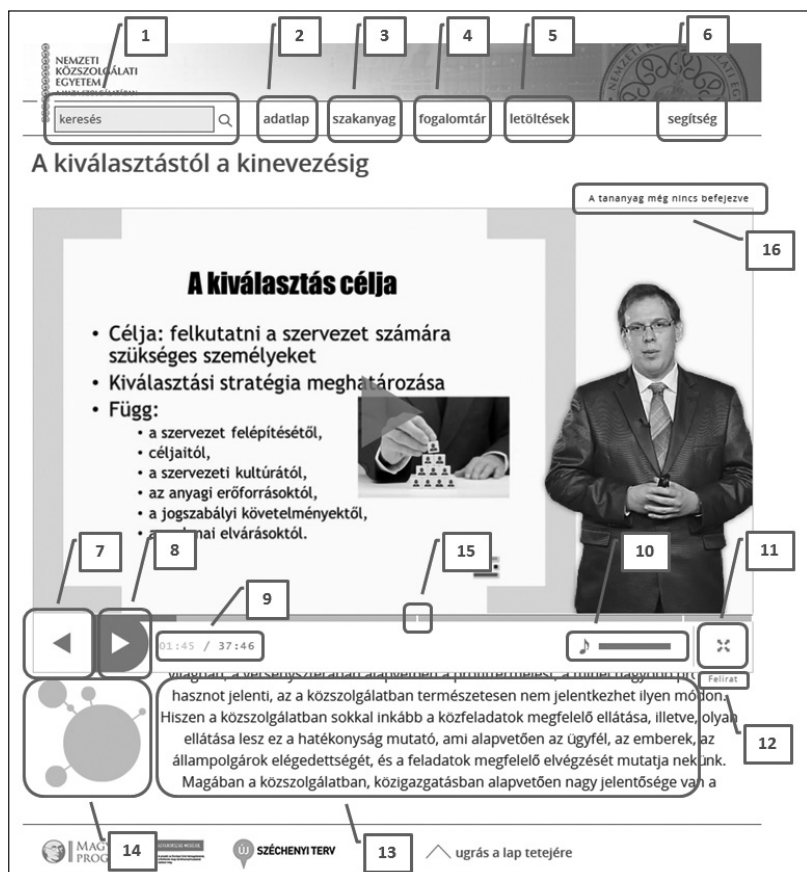 1
2
3
4
5
6
NEMZETI
KÖZSZOLGÁLATI
EGYETEM
keresés
adatlap
szakanyag
fogalomtár
letöltések
segítség
A kiválasztástól a kinevezésig
A tananyag még nincs befejezve
16
A kiválasztás célja
• Célja: felkutatni a szervezet számára
szükséges személyeket
• Kiválasztási stratégia meghatározása
• Függ:
• a szervezet felépítésétől,
• céljaitól,
• a szervezeti kultúrától,
• az anyagi erőforrásoktól,
• a jogszabályi követelményektől,
elvárásoktól.
7
8
9
15
10
11
01:45 / 37:46
Felirat
12
hasznot jelenti, az a közszolgálatban természetesen nem jelentkezhet ilyen módon.
Hiszen a közszolgálatban sokkal inkább a közfeladatok megfelelő ellátása, illetve, olyan
ellátása lesz ez a hatékonyság mutató, ami alapvetően az ügyfél, az emberek, az
állampolgárok elégedettségét, és a feladatok megfelelő elvégzését mutatja nekünk.
Magában a közszolgálatban, közigazgatásban alapvetően nagy jelentősége van a
14
13
ÚJ
SZÉCHENYI TERV
ugrás a lap tetejére